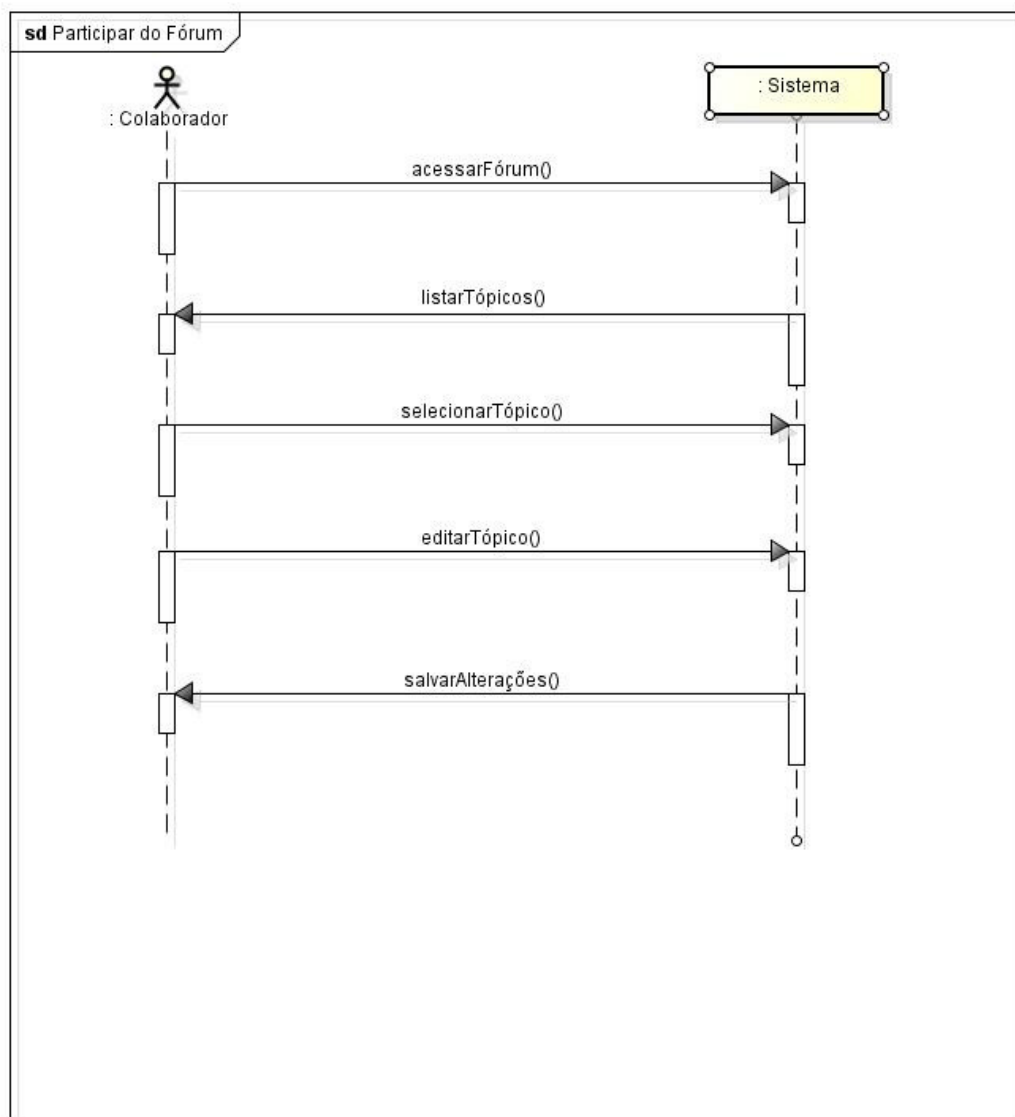 sd Participar do Fórum
: Colaborador
: Sistema
acessarFórum()
listarTópicos()
selecionarTópico()
editarTópico()
salvarAlterações()